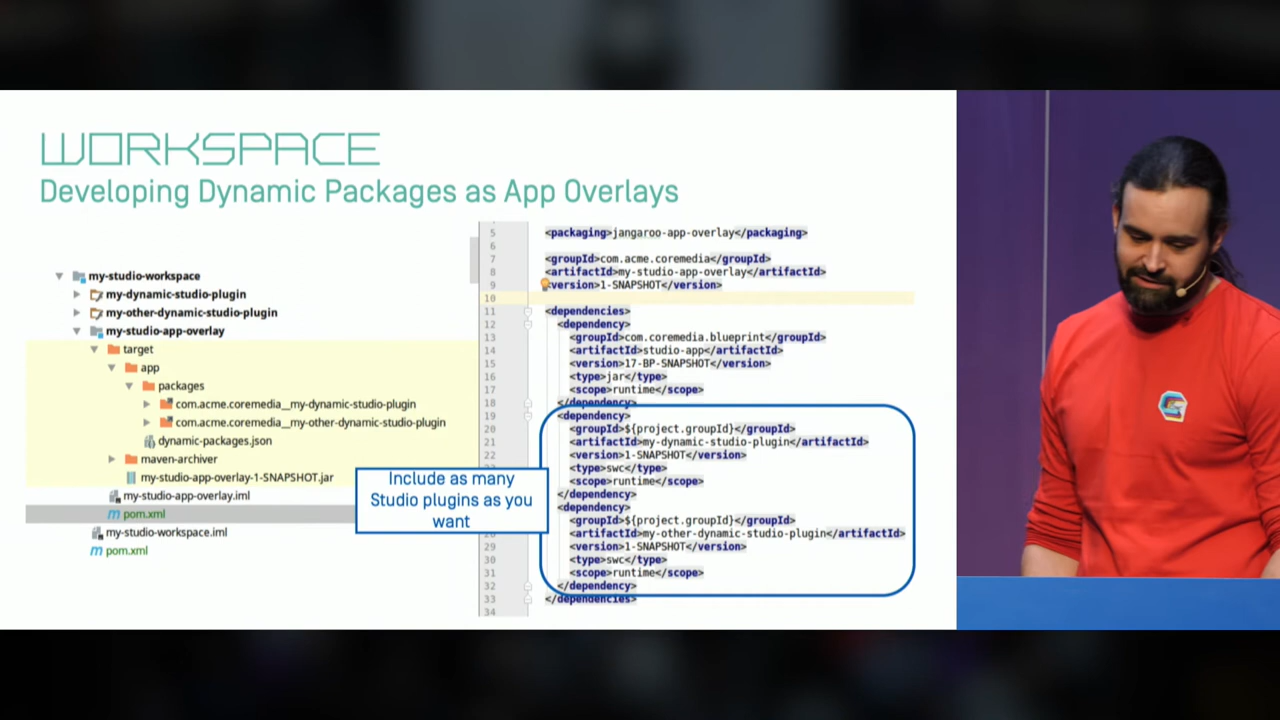 WORKSPACE
Developing Dynamic Packages as App Overlays
my-studio-workspace
my-dynamic-studio-plugin
my-other-dynamic-studio-plugin
my-studio-app-overlay
target
app
packages
com.acme.coremedia__my-dynamic-studio-plugin
com.acme.coremedia__my-other-dynamic-studio-plugin
dynamic-packages.json
maven-archiver
my-studio-app-overlay-1-SNAPSHOT.jar
my-studio-app-overlay.iml
pom.xml
my-studio-workspace.iml
pom.xml
Include as many
Studio plugins as you
want
5 <packaging>jangaroo-app-overlay</packaging>
6
7 <groupId>com.acme.coremedia</groupId>
8 <artifactId>my-studio-app-overlay</artifactId>
9 <version>1-SNAPSHOT</version>
10
11 <dependencies>
12 <dependency>
13 <groupId>com.coremedia.blueprint</groupId>
14 <artifactId>studio-app</artifactId>
15 <version>17-BP-SNAPSHOT</version>
16 <type>jar</type>
17 <scope>runtime</scope>
18 </dependency>
19 <dependency>
20 <groupId>${project.groupId}</groupId>
21 <artifactId>my-dynamic-studio-plugin</artifactId>
22 <version>1-SNAPSHOT</version>
<type>swc</type>
<scope>runtime</scope>
</dependency>
<dependency>
<groupId>${project.groupId}</groupId>
<artifactId>my-other-dynamic-studio-plugin</artifactId>
29 <version>1-SNAPSHOT</version>
30 <type>swc</type>
31 <scope>runtime</scope>
32 </dependency>
33 </dependencies>
34